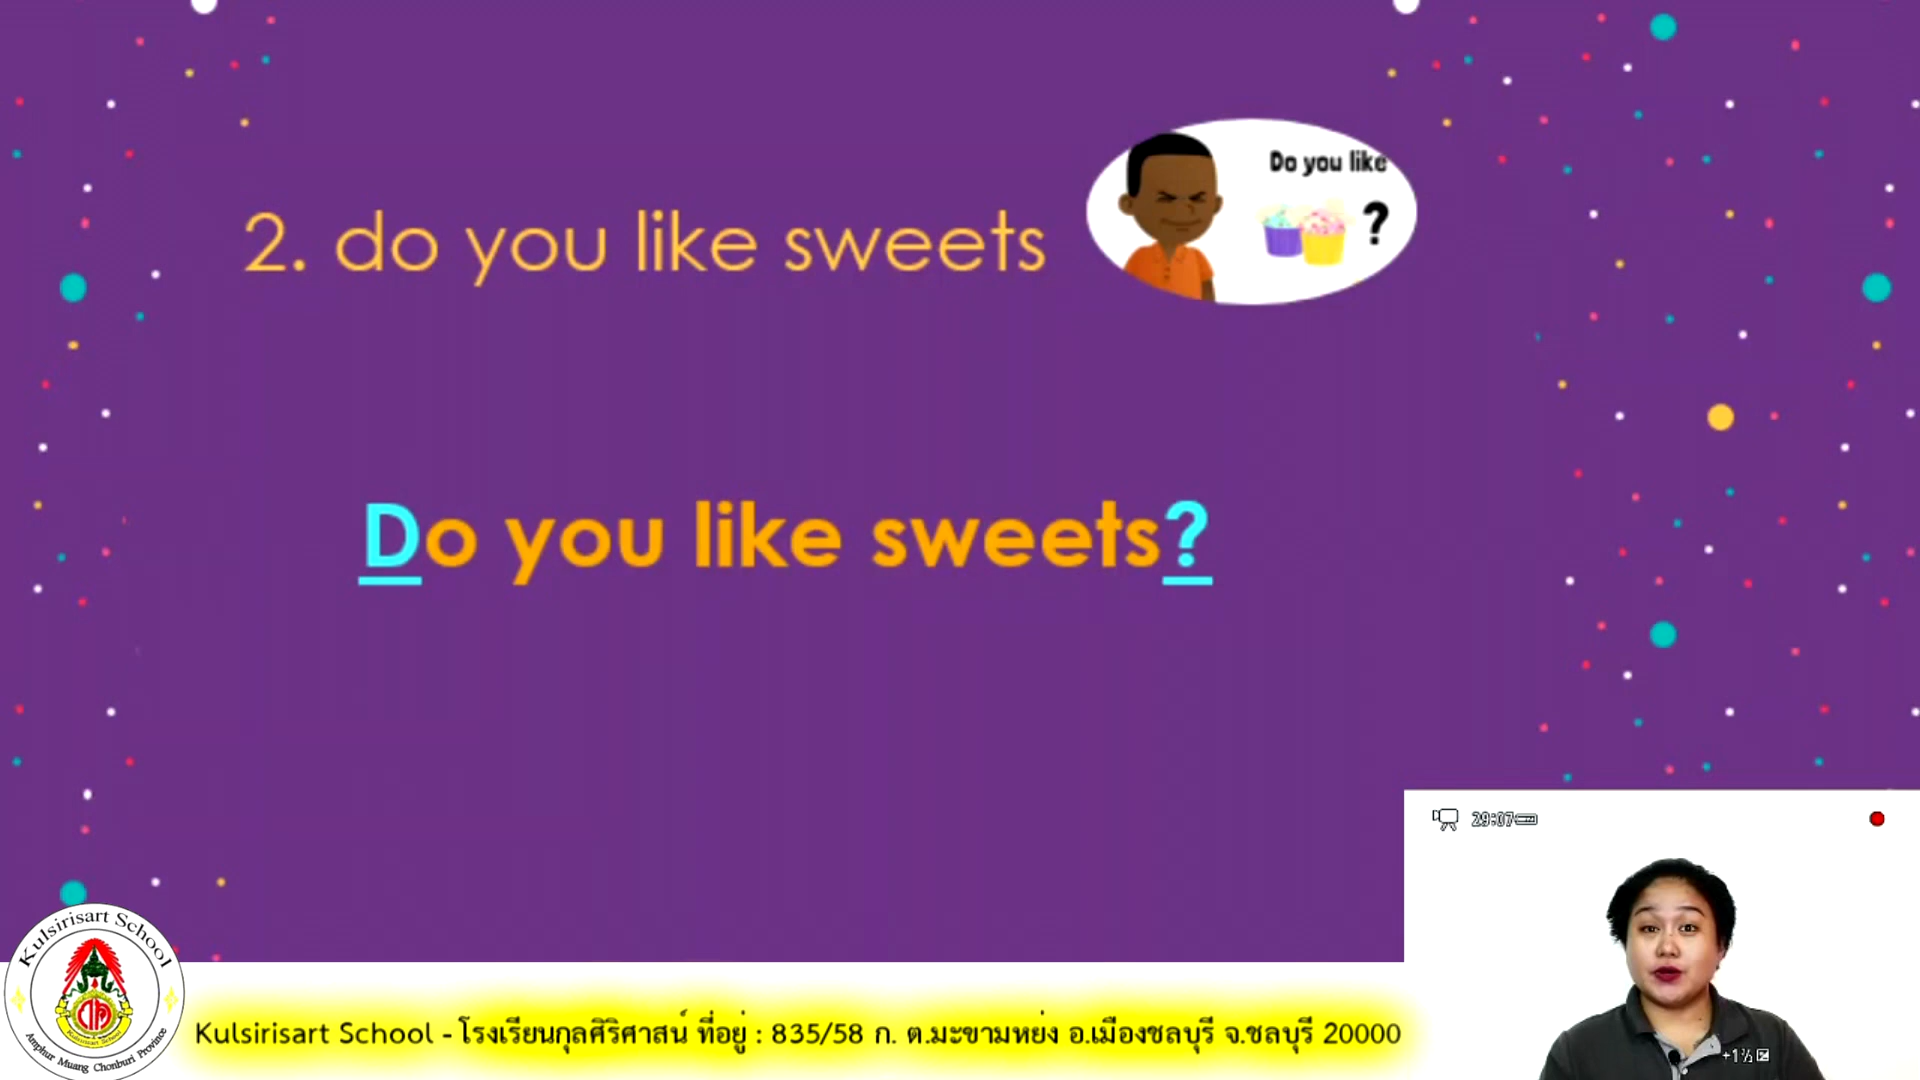 2. do you like sweets
Do you like
?
Do you like sweets?
29:07
Kulsirisart School
Amphur Muang Chonburi Province
Kulsirisart School - โรงเรียนกุลศิริศาสน์ ที่อยู่ : 835/58 ก. ต.มะขามหย่ง อ.เมืองชลบุรี จ.ชลบุรี 20000